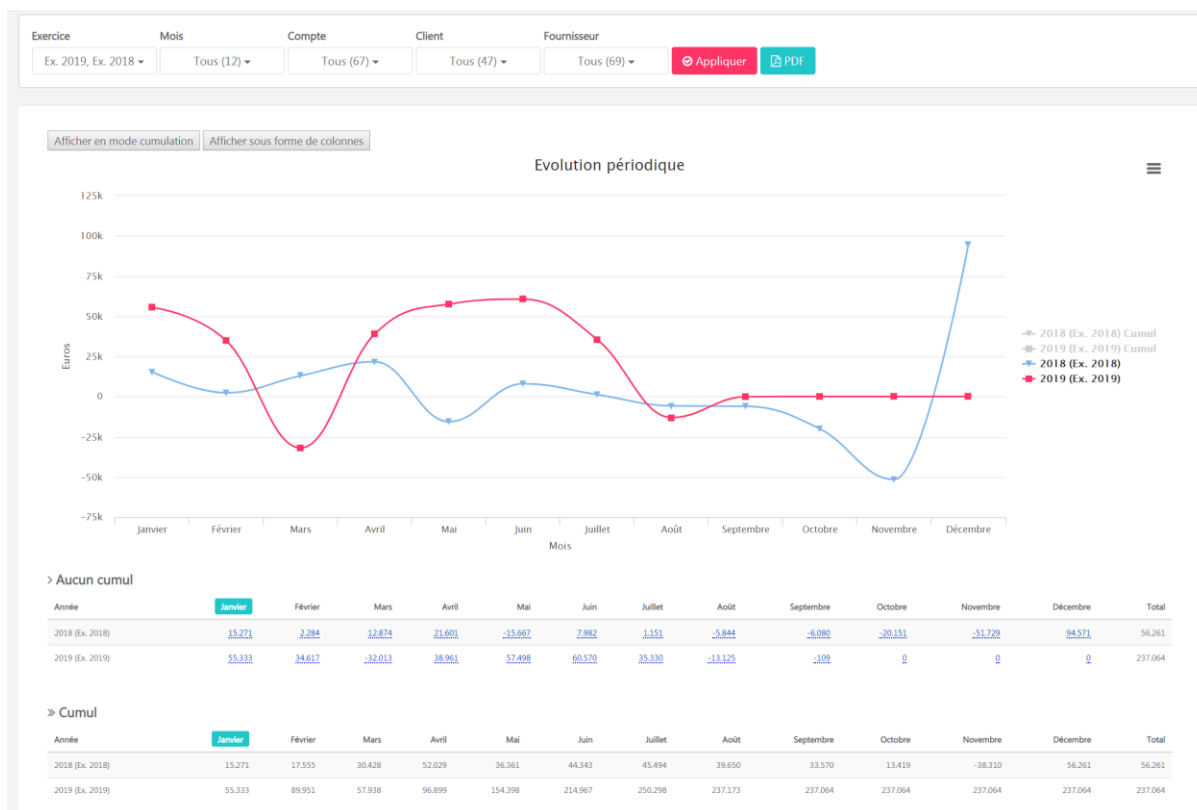 Exercice Mois Compte Client Fournisseur
Ex. 2019, Ex. 2018 Tous (12) Tous (67) Tous (47) Tous (69) Appliquer PDF
Afficher en mode cumulation Afficher sous forme de colonnes
Evolution périodique
125k
100k
75k
50k
25k
0
-25k
-50k
-75k
Euros
2018 (Ex. 2018) Cumul
2019 (Ex. 2019) Cumul
2018 (Ex. 2018)
2019 (Ex. 2019)
Janvier Février Mars Avril Mai Juin Juillet Août Septembre Octobre Novembre Décembre
Mois
> Aucun cumul
Année Janvier Février Mars Avril Mai Juin Juillet Août Septembre Octobre Novembre Décembre Total
2018 (Ex. 2018) 15.271 2.284 12.874 21.601 -15.667 7.982 1.151 -5.844 -6.080 -20.151 -51.729 94.571 56.261
2019 (Ex. 2019) 55.333 34.617 -32.013 38.961 57.498 60.570 35.330 -13.125 -109 0 0 0 237.064
» Cumul
Année Janvier Février Mars Avril Mai Juin Juillet Août Septembre Octobre Novembre Décembre Total
2018 (Ex. 2018) 15.271 17.555 30.428 52.029 36.361 44.343 45.494 39.650 33.570 13.419 -38.310 56.261 56.261
2019 (Ex. 2019) 55.333 89.951 57.938 96.899 154.398 214.967 250.298 237.173 237.064 237.064 237.064 237.064 237.064